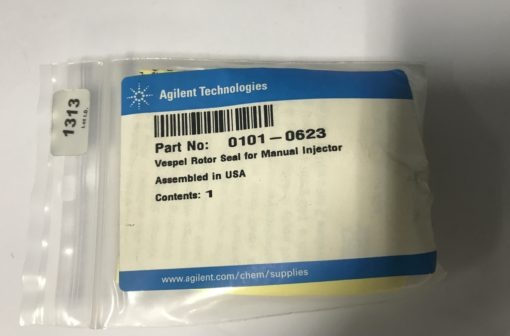 Agilent Technologies
Part No: 0101-0623
Vespel Rotor Seal for Manual Injector
Assembled in USA
Contents: 1
www.agilent.com/chem/supplies
1313